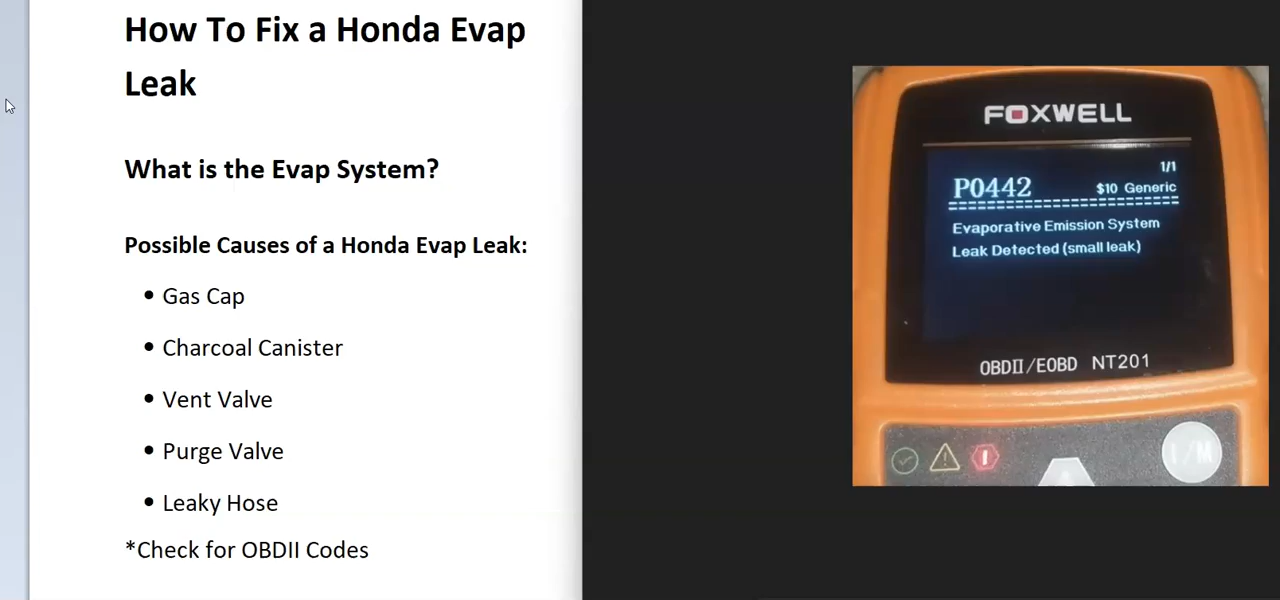 How To Fix a Honda Evap
Leak
What is the Evap System?
Possible Causes of a Honda Evap Leak:
• Gas Cap
• Charcoal Canister
• Vent Valve
• Purge Valve
• Leaky Hose
*Check for OBDII Codes
FOXWELL
1/1
P0442 $10 Generic
Evaporative Emission System
Leak Detected (small leak)
OBDII/EOBD NT201
I/M